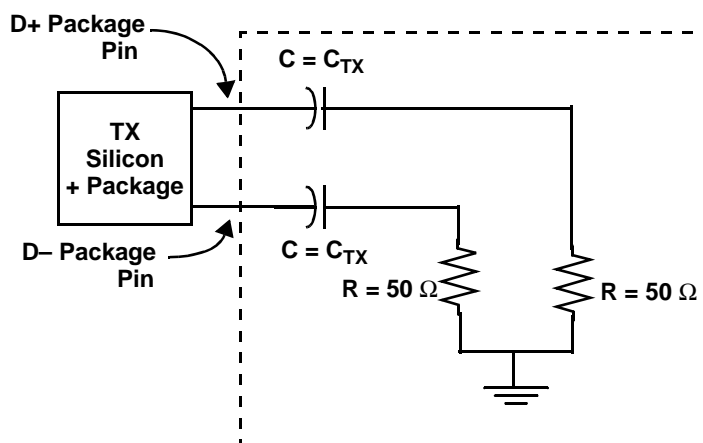 D+ Package
Pin
C = CTX
TX
Silicon
+ Package
D– Package
Pin
C = CTX
R = 50 Ω
R = 50 Ω